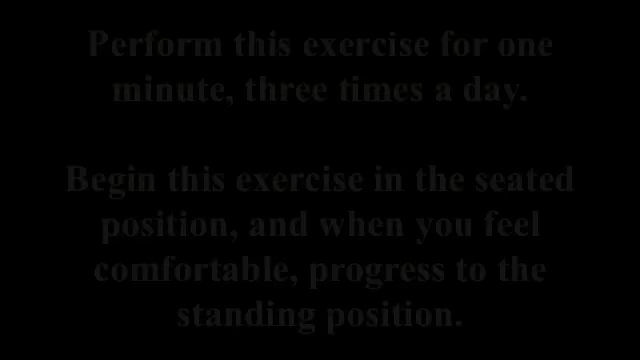 Perform this exercise for one
minute, three times a day.
Begin this exercise in the seated
position, and when you feel
comfortable, progress to the
standing position.